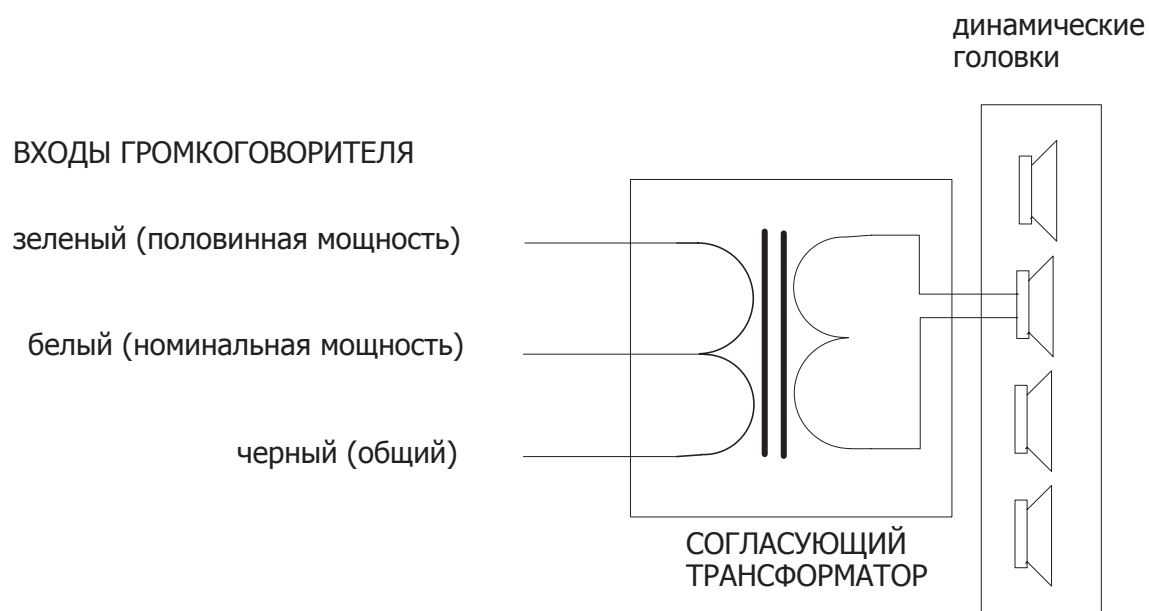 динамические
головки
ВХОДЫ ГРОМКОГОВОРИТЕЛЯ
зеленый (половинная мощность)
белый (номинальная мощность)
черный (общий)
СОГЛАСУЮЩИЙ
ТРАНСФОРМАТОР